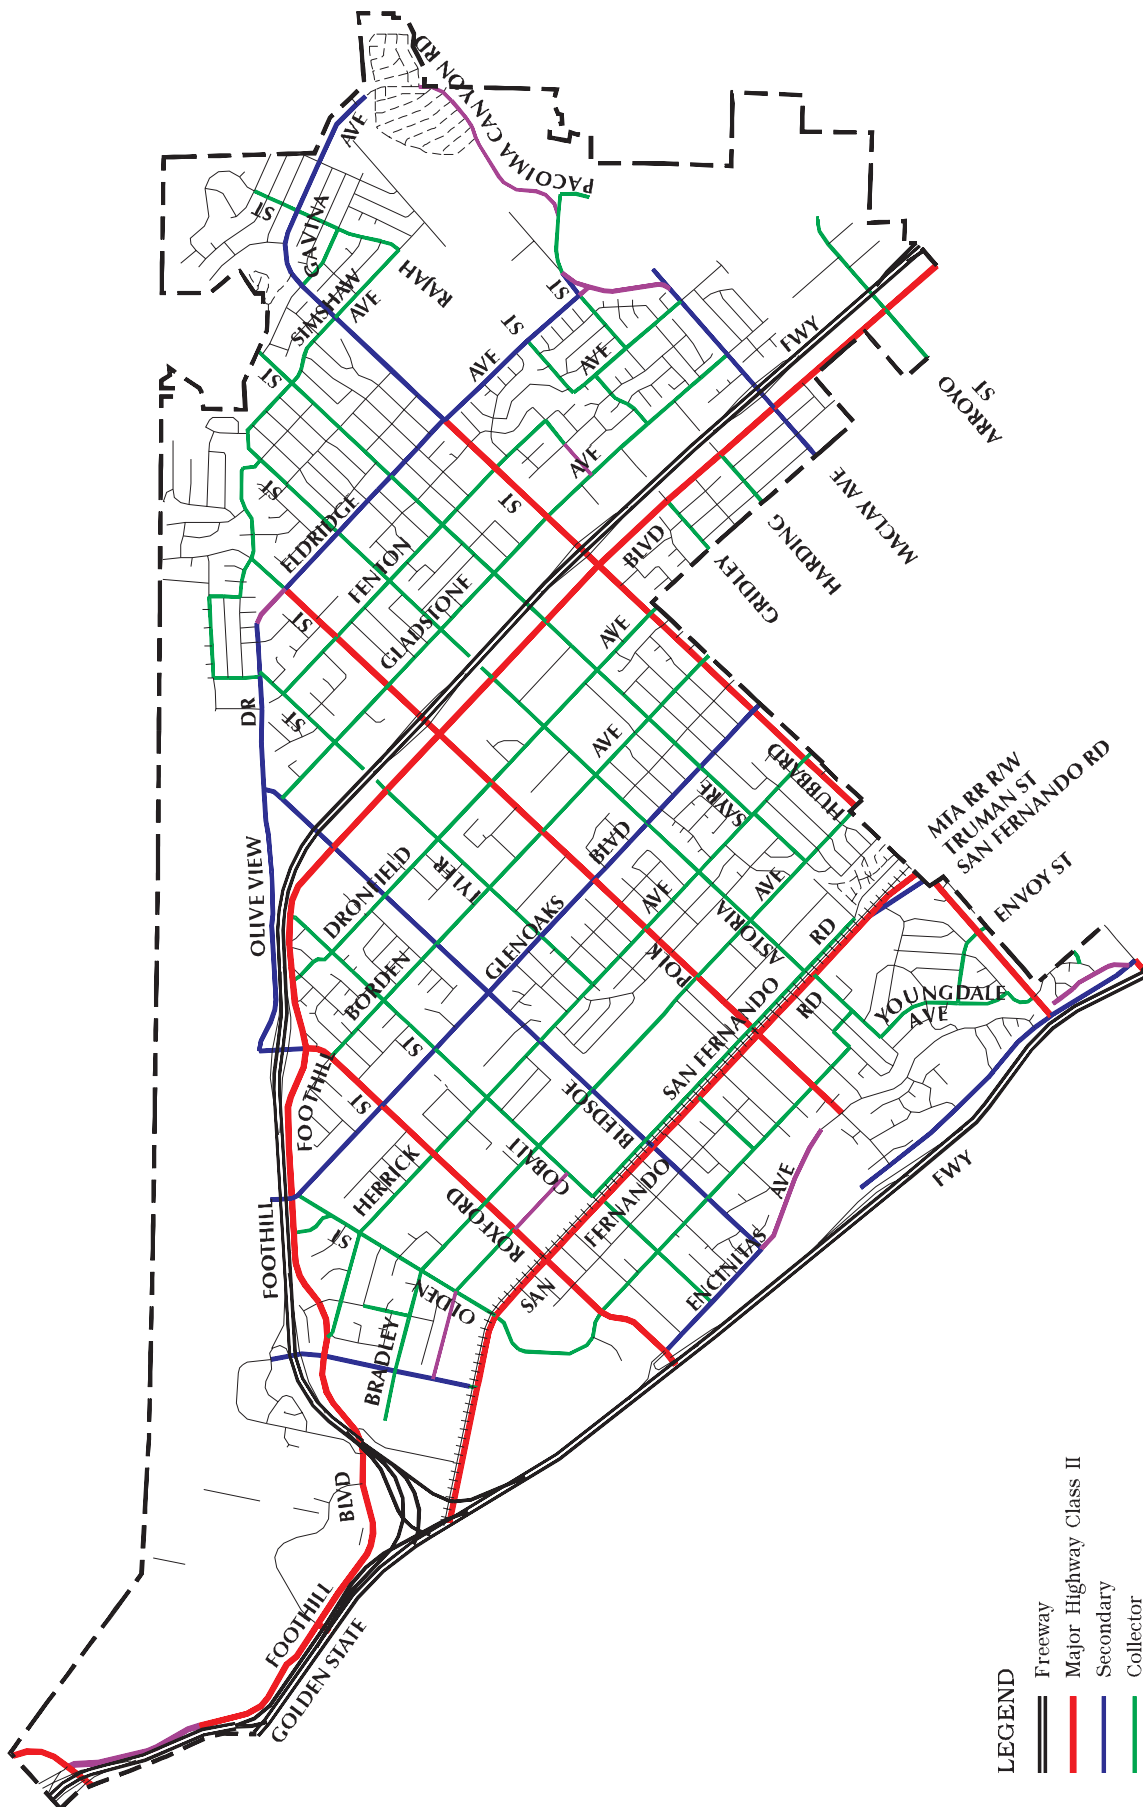 PACOIMA CANYON RD
AVE
ST
GAVINA
SIMSHAW
AVE
RAJAH
ST
ST
AVE
AVE
ST
FWY
ARROYO
ST
ST
ELDRIDGE
FENTON
GLADSTONE
ST
AVE
BLVD
MACLAY AVE
HARDING
GRIDLEY
ST
AVE
DR
ST
AVE
HUBBARD
SAYRE
MTA RR R/W
TRUMAN ST
SAN FERNANDO RD
ENVOY ST
OLIVE VIEW
DRONFIELD
TYLER
BLVD
GLENOAKS
AVE
AVE
ASTORIA
RD
POLK
BORDEN
ST
SAN FERNANDO
RD
YOUNGDALE
AVE
FOOTHILL
ST
BLEDSOE
COBALT
HERRICK
ROXFORD
FERNANDO
AVE
FWY
FOOTHILL
ST
OLDEN
SAN
ENCINITAS
BRADLEY
BLVD
FOOTHILL
GOLDEN STATE
LEGEND
Freeway
Major Highway Class II
Secondary
Collector